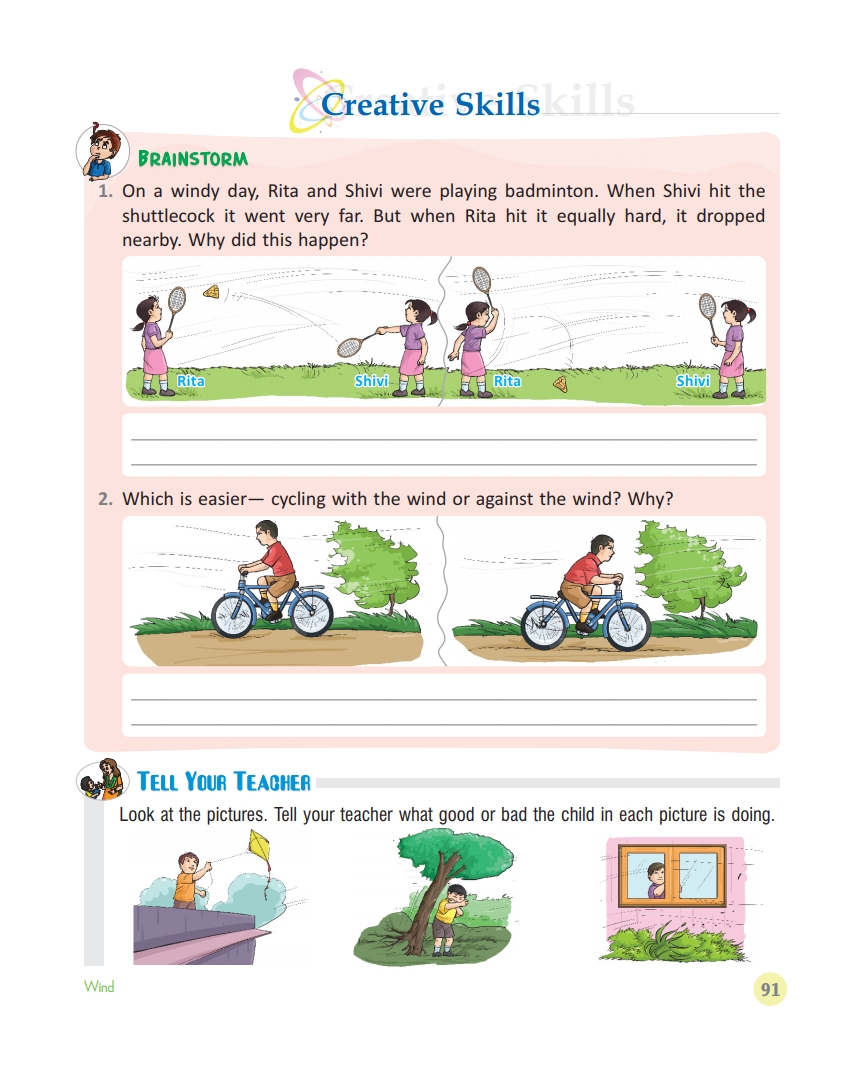 Creative Skills
BRAINSTORM
1. On a windy day, Rita and Shivi were playing badminton. When Shivi hit the
shuttlecock it went very far. But when Rita hit it equally hard, it dropped
nearby. Why did this happen?
Rita Shivi Rita Shivi
2. Which is easier— cycling with the wind or against the wind? Why?
TELL YOUR TEACHER
Look at the pictures. Tell your teacher what good or bad the child in each picture is doing.
Wind
91